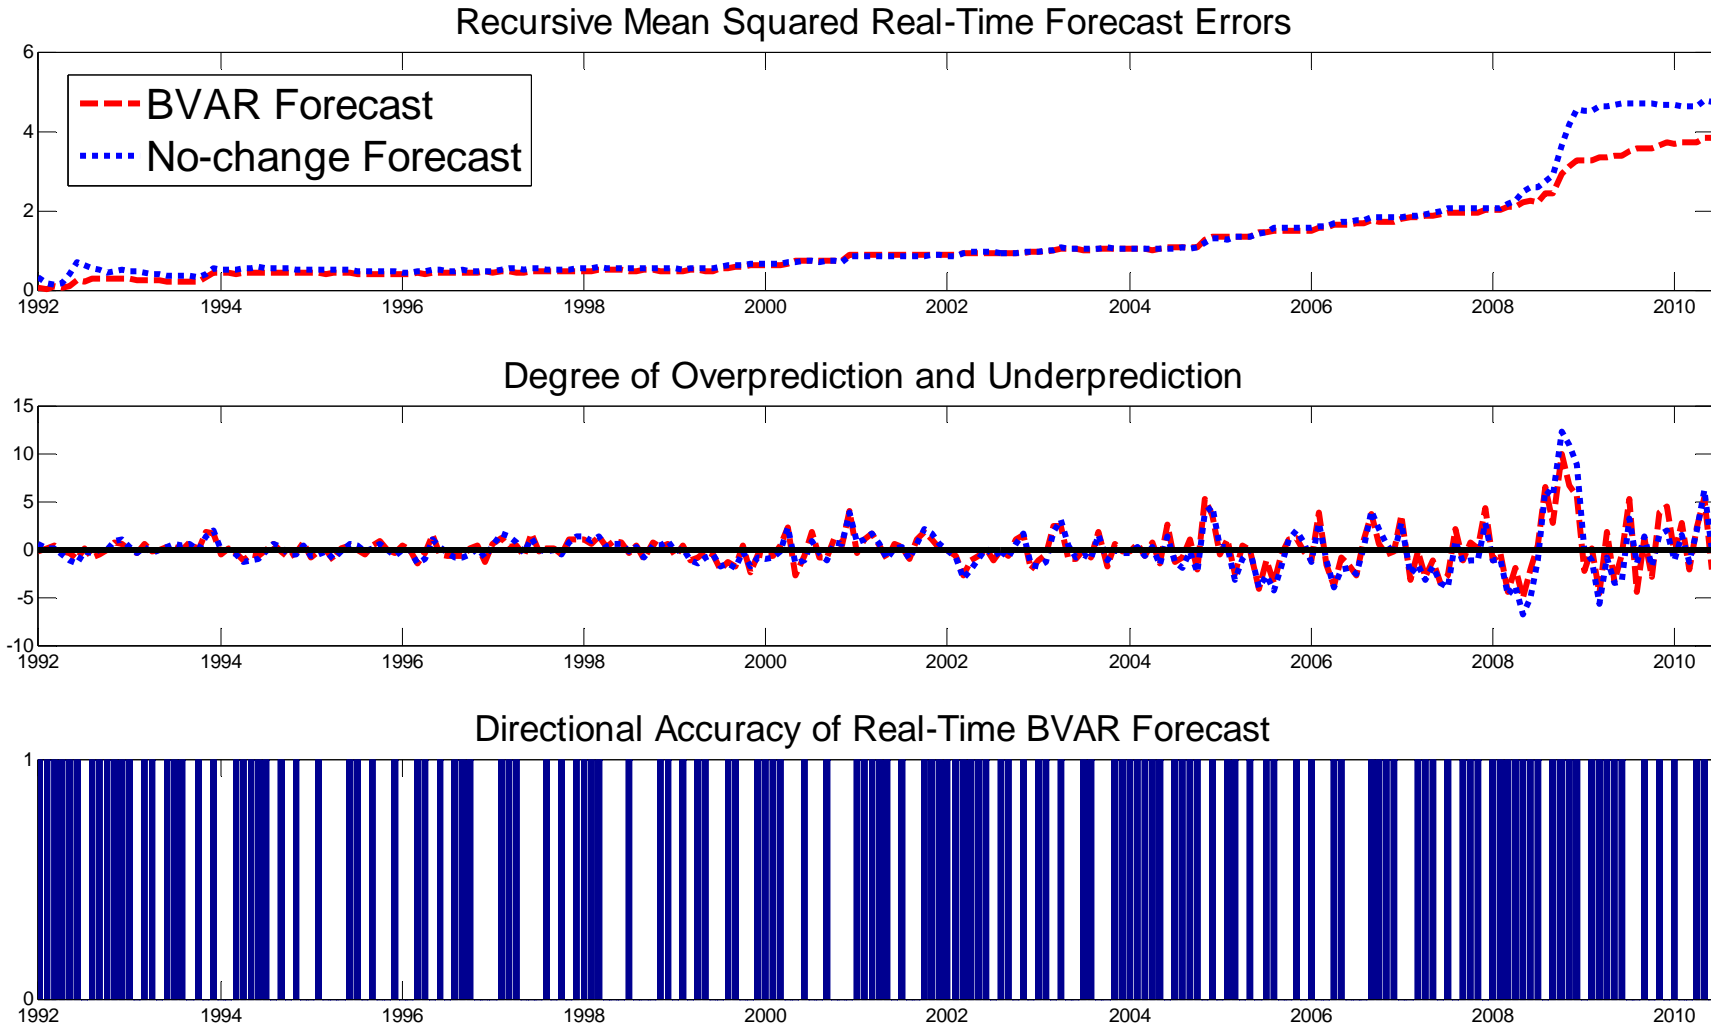 Recursive Mean Squared Real-Time Forecast Errors
6
4
2
0
BVAR Forecast
No-change Forecast
1992 1994 1996 1998 2000 2002 2004 2006 2008 2010
Degree of Overprediction and Underprediction
15
10
5
0
-5
-10
1992 1994 1996 1998 2000 2002 2004 2006 2008 2010
Directional Accuracy of Real-Time BVAR Forecast
1
0
1992 1994 1996 1998 2000 2002 2004 2006 2008 2010